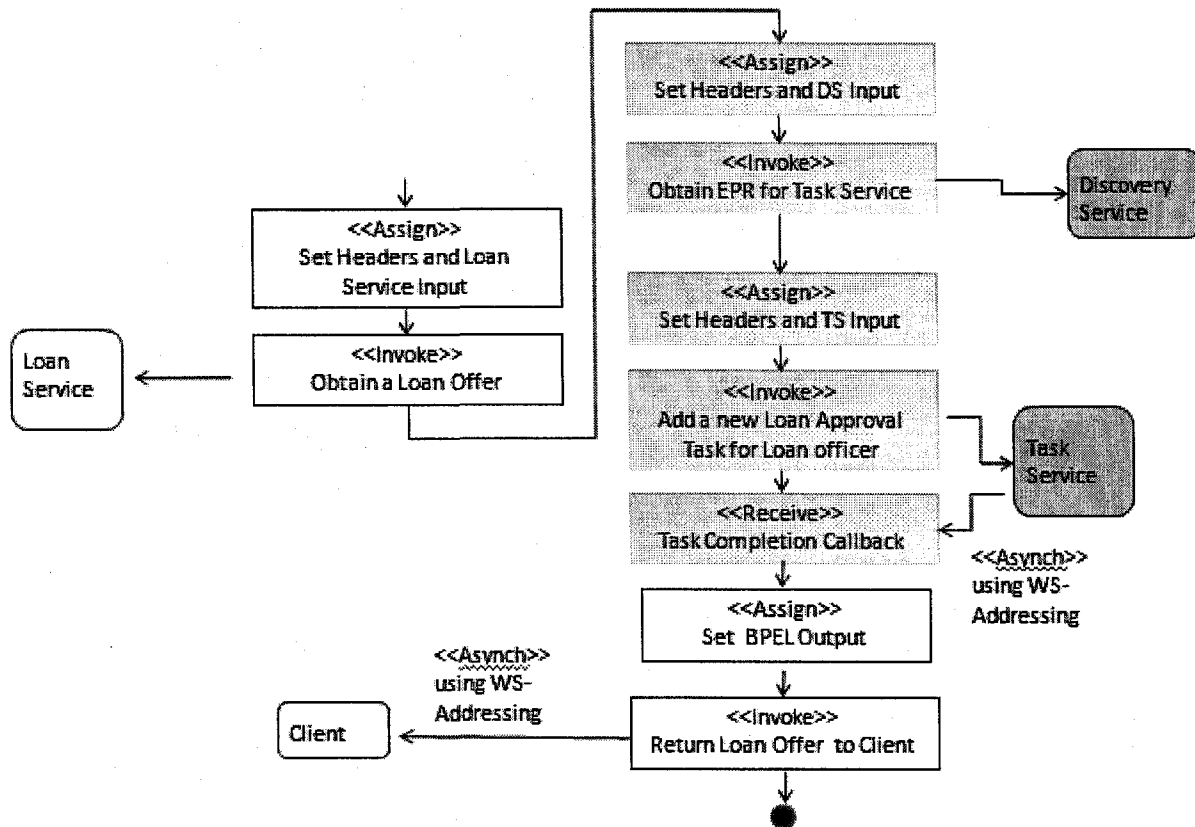 <<Assign>>
Set Headers and DS Input
<<Invoke>>
Obtain EPR for Task Service
Discovery
Service
<<Assign>>
Set Headers and Loan
Service Input
<<Assign>>
Set Headers and TS Input
Loan
Service
<<Invoke>>
Obtain a Loan Offer
<<Invoke>>
Add a new Loan Approval
Task for Loan officer
Task
Service
<<Receive>>
Task Completion Callback
<<Asynch>>
using WS-
Addressing
<<Assign>>
Set BPEL Output
<<Asynch>>
using WS-
Addressing
Client
<<Invoke>>
Return Loan Offer to Client